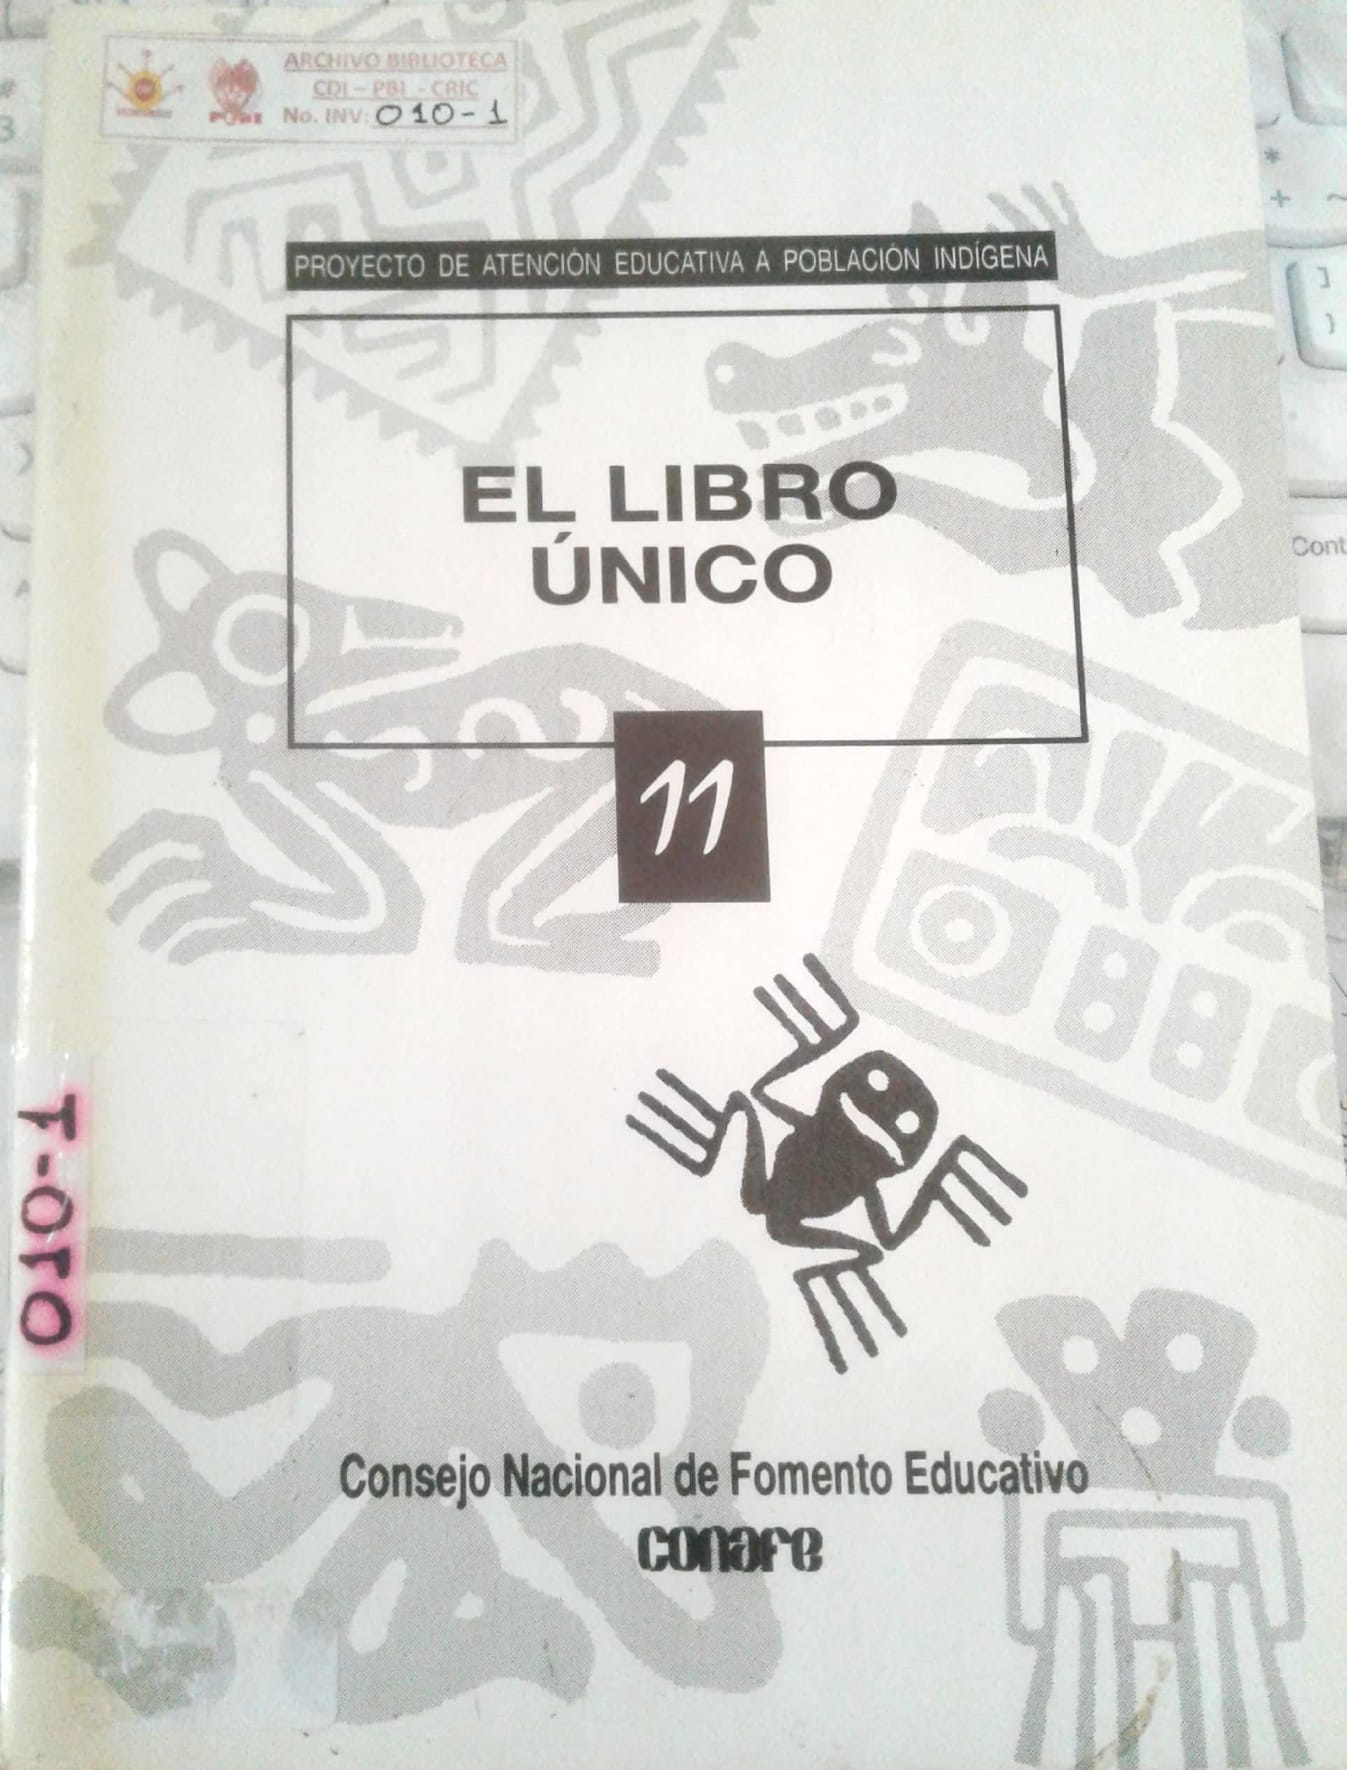 ARCHIVO BIBLIOTECA
CDI - PBI - CRIC
No. INV: 010-1
PROYECTO DE ATENCIÓN EDUCATIVA A POBLACIÓN INDÍGENA
EL LIBRO
ÚNICO
11
010-1
Consejo Nacional de Fomento Educativo
conafe
Cont